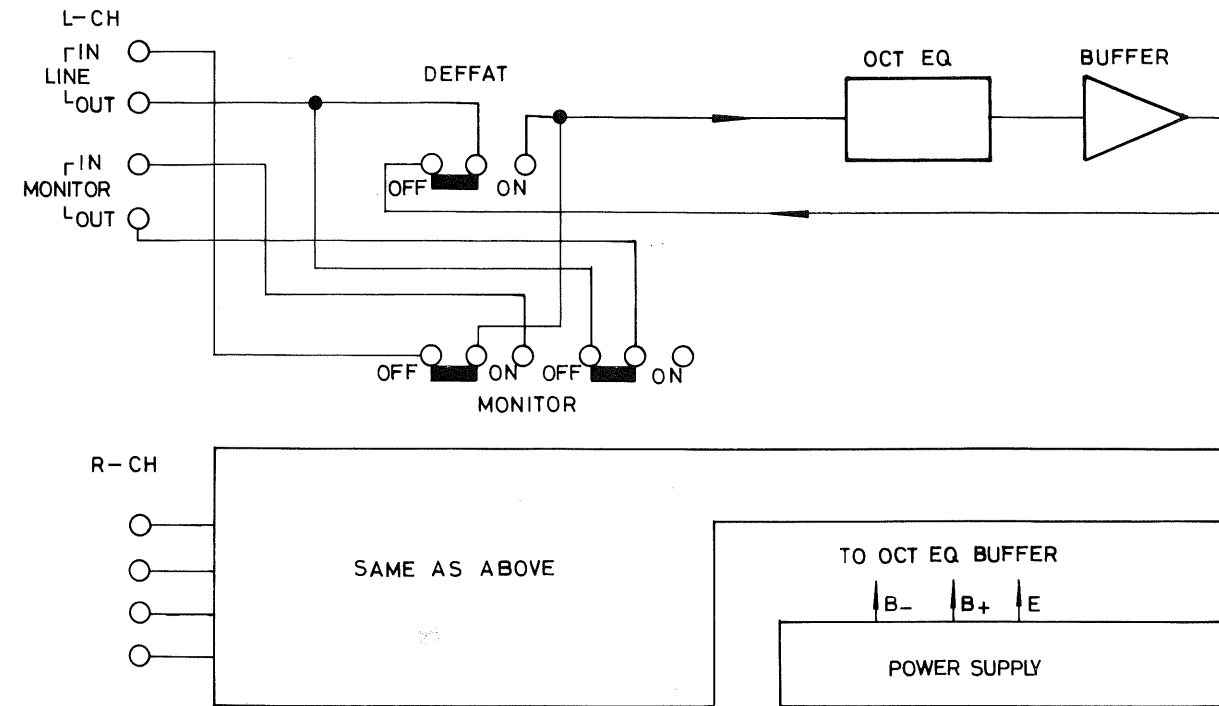 L-CH
IN
LINE
OUT
IN
MONITOR
OUT
DEFFAT
OFF
ON
OCT EQ
BUFFER
OFF
ON
OFF
ON
MONITOR
R-CH
SAME AS ABOVE
TO OCT EQ BUFFER
B-
B+
E
POWER SUPPLY